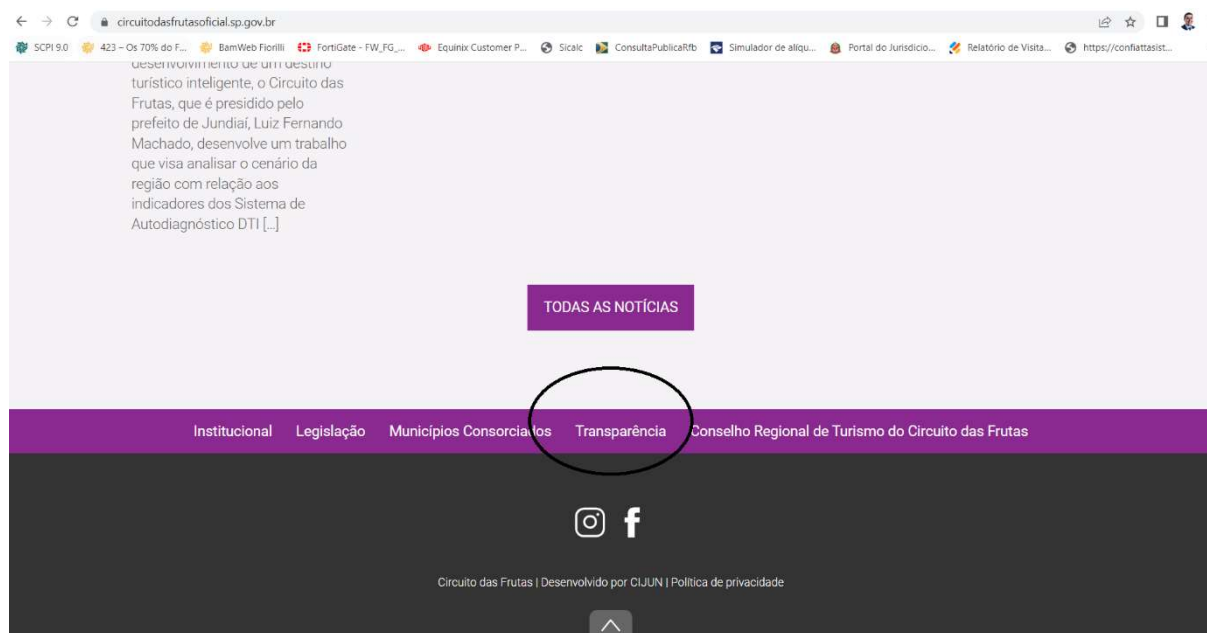 circuitodasfrutasoficial.sp.gov.br
SCPI 9.0 423 – Os 70% do F... BamWeb Fiorilli FortiGate - FW_FG_... Equinix Customer P... Sicalc ConsultaPublicaRfb Simulador de alíqu... Portal do Jurisdicio... Relatório de Visita... https://confiattasist...
desenvolvimento de um destino
turístico inteligente, o Circuito das
Frutas, que é presidido pelo
prefeito de Jundiaí, Luiz Fernando
Machado, desenvolve um trabalho
que visa analisar o cenário da
região com relação aos
indicadores dos Sistema de
Autodiagnóstico DTI [...]
TODAS AS NOTÍCIAS
Institucional Legislação Municípios Consorciados Transparência Conselho Regional de Turismo do Circuito das Frutas
Circuito das Frutas | Desenvolvido por CIJUN | Política de privacidade